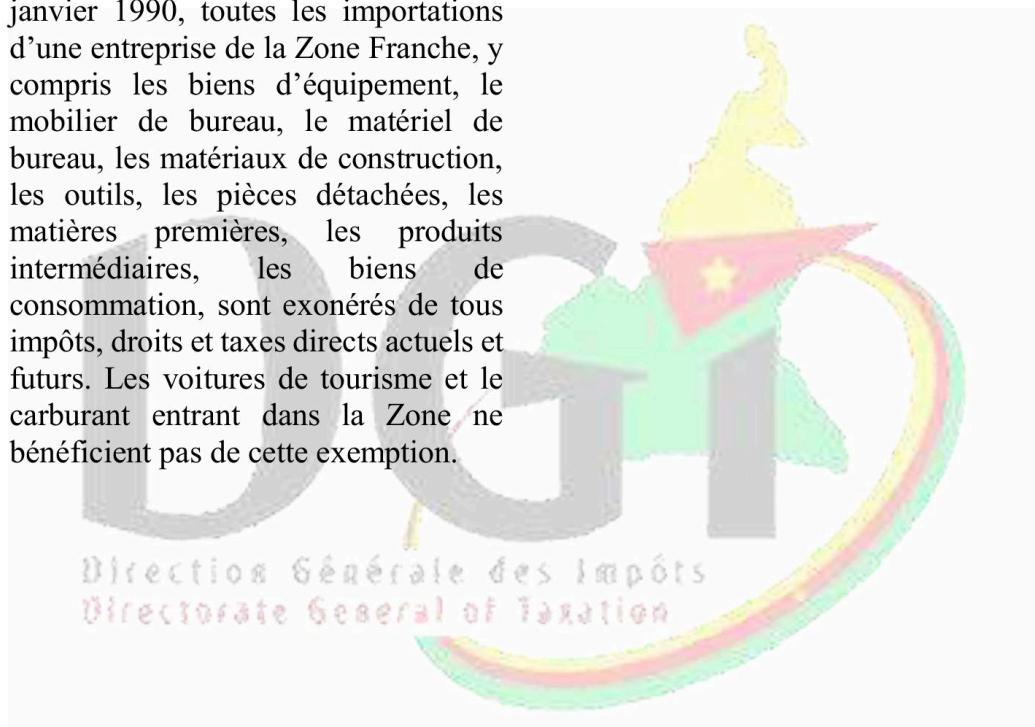 janvier 1990, toutes les importations
d’une entreprise de la Zone Franche, y
compris les biens d’équipement, le
mobilier de bureau, le matériel de
bureau, les matériaux de construction,
les outils, les pièces détachées, les
matières premières, les produits
intermédiaires, les biens de
consommation, sont exonérés de tous
impôts, droits et taxes directs actuels et
futurs. Les voitures de tourisme et le
carburant entrant dans la Zone ne
bénéficient pas de cette exemption.
DGI
Direction Générale des Impôts
Directorate General of Taxation